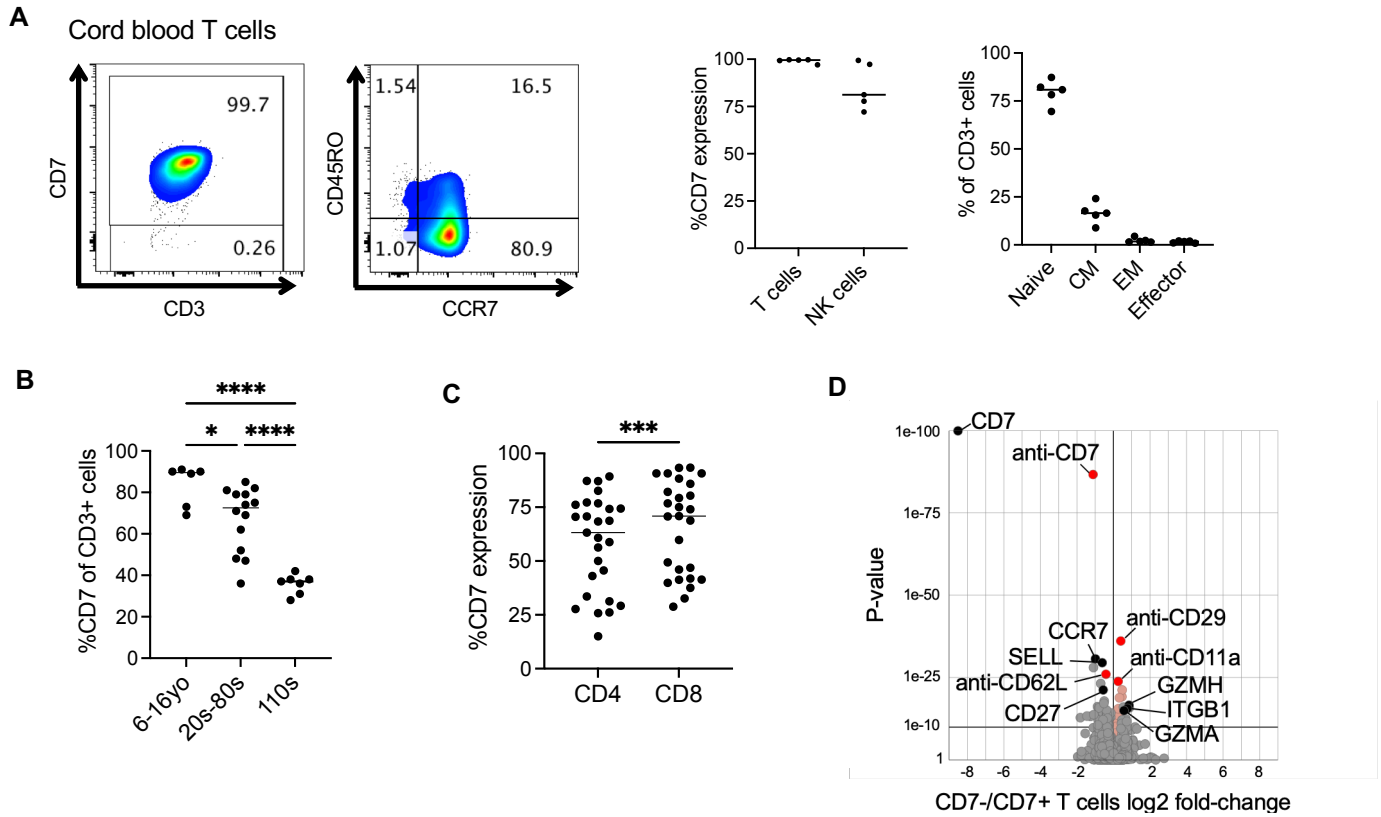 A
Cord blood T cells
CD7
99.7
0.26
CD3
CD45RO
1.54
16.5
1.07
80.9
CCR7
%CD7 expression
100
75
50
25
0
T cells
NK cells
% of CD3+ cells
100
75
50
25
0
Naive
CM
EM
Effector
B
%CD7 of CD3+ cells
100
80
60
40
20
0
****
*
****
6-16yo
20s-80s
110s
C
%CD7 expression
100
75
50
25
0
***
CD4
CD8
D
P-value
1e-100
1e-75
1e-50
1e-25
1e-10
1
CD7
anti-CD7
anti-CD29
CCR7
SELL
anti-CD11a
anti-CD62L
GZMH
CD27
ITGB1
GZMA
-8
-6
-4
-2
2
4
6
8
CD7-/CD7+ T cells log2 fold-change